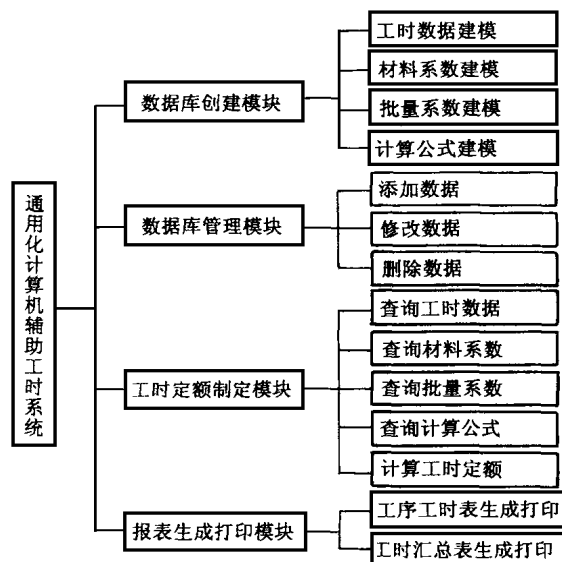 通用化计算机辅助工时系统
数据库创建模块
工时数据建模
材料系数建模
批量系数建模
计算公式建模
数据库管理模块
添加数据
修改数据
删除数据
工时定额制定模块
查询工时数据
查询材料系数
查询批量系数
查询计算公式
计算工时定额
报表生成打印模块
工序工时表生成打印
工时汇总表生成打印